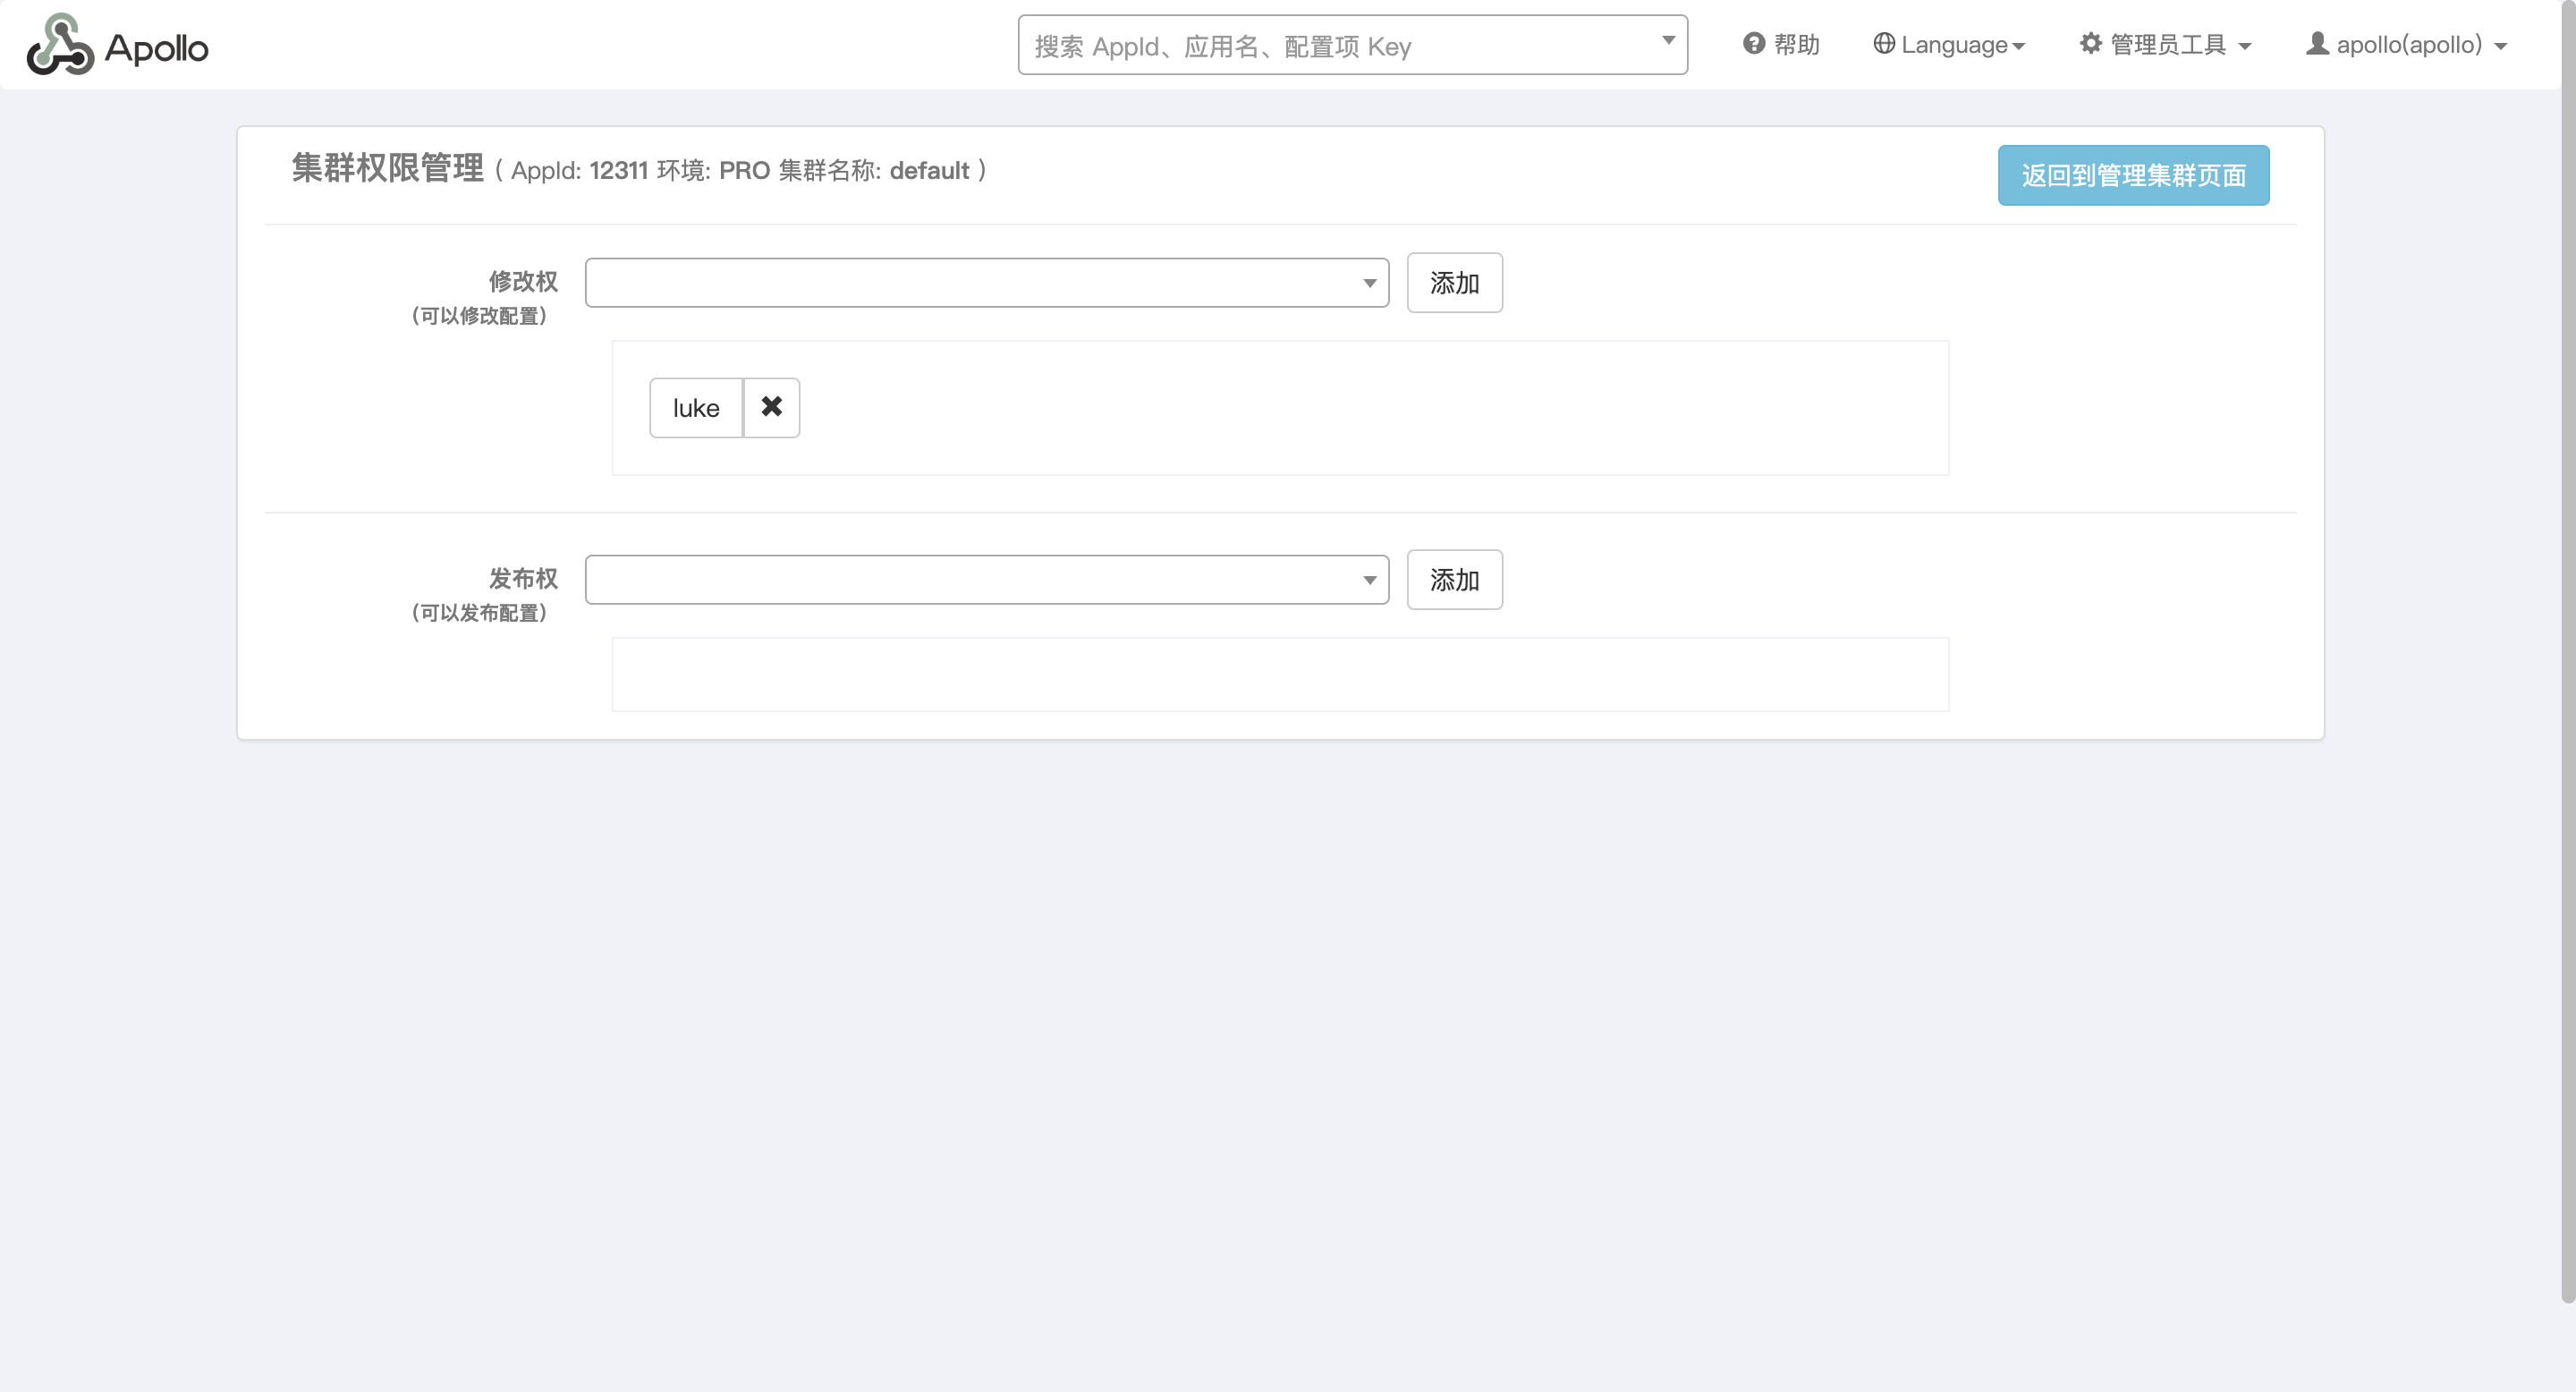 Apollo
搜索 AppId、应用名、配置项 Key
帮助
Language
管理员工具
apollo(apollo)
集群权限管理 ( AppId: 12311 环境: PRO 集群名称: default )
返回到管理集群页面
修改权
(可以修改配置)
添加
luke
发布权
(可以发布配置)
添加